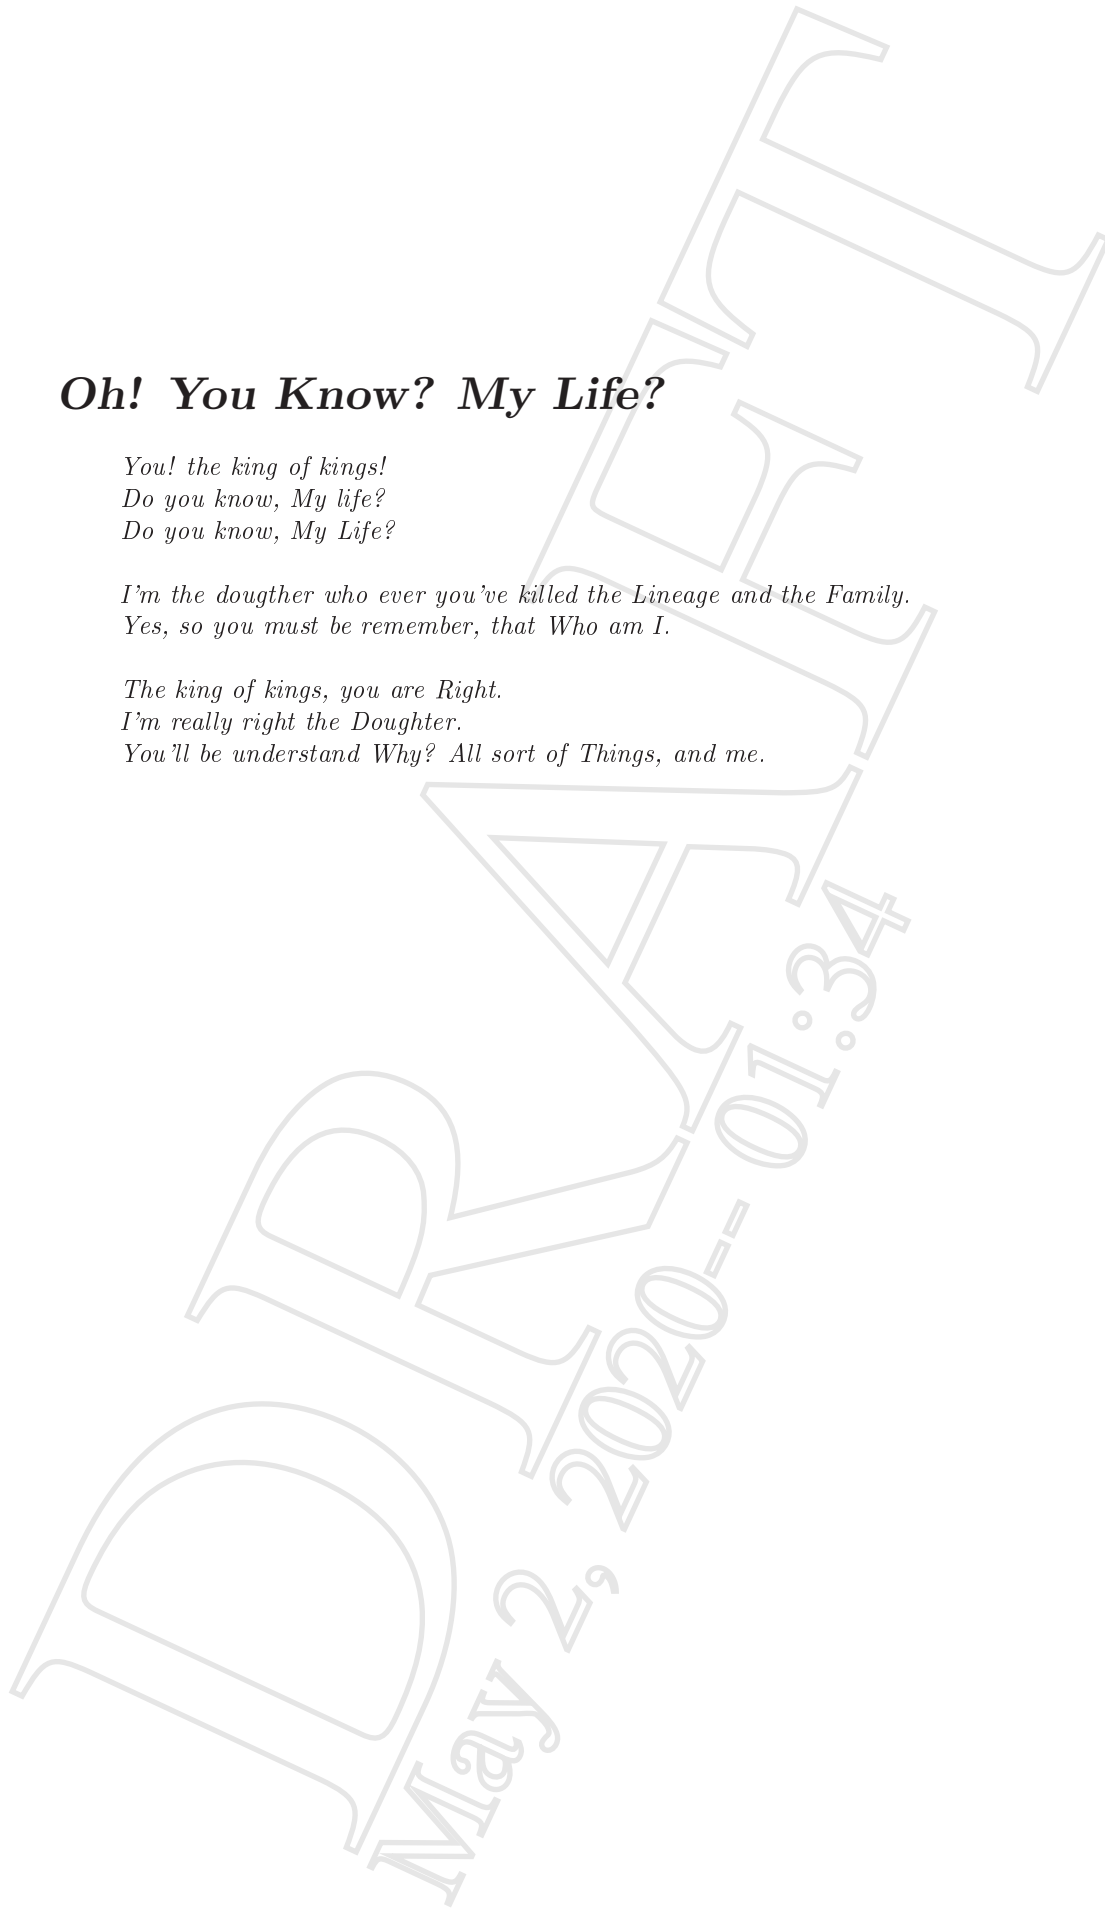 Oh! You Know? My Life?
You! the king of kings!
Do you know, My life?
Do you know, My Life?
I'm the dougther who ever you've killed the Lineage and the Family.
Yes, so you must be remember, that Who am I.
The king of kings, you are Right.
I'm really right the Doughter.
You'll be understand Why? All sort of Things, and me.
DRAFT
May 2, 2020-- 01:34